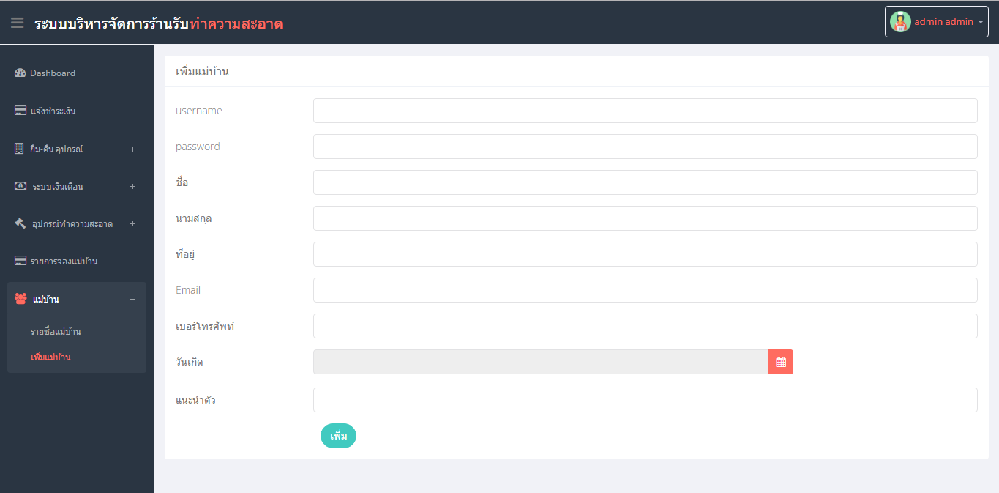 ระบบบริหารจัดการร้านรับทำความสะอาด
admin admin
Dashboard
แจ้งชำระเงิน
ยืม-คืน อุปกรณ์ +
ระบบเงินเดือน +
อุปกรณ์ทำความสะอาด +
รายการจองแม่บ้าน
แม่บ้าน −
รายชื่อแม่บ้าน
เพิ่มแม่บ้าน
เพิ่มแม่บ้าน
username
password
ชื่อ
นามสกุล
ที่อยู่
Email
เบอร์โทรศัพท์
วันเกิด
แนะนำตัว
เพิ่ม